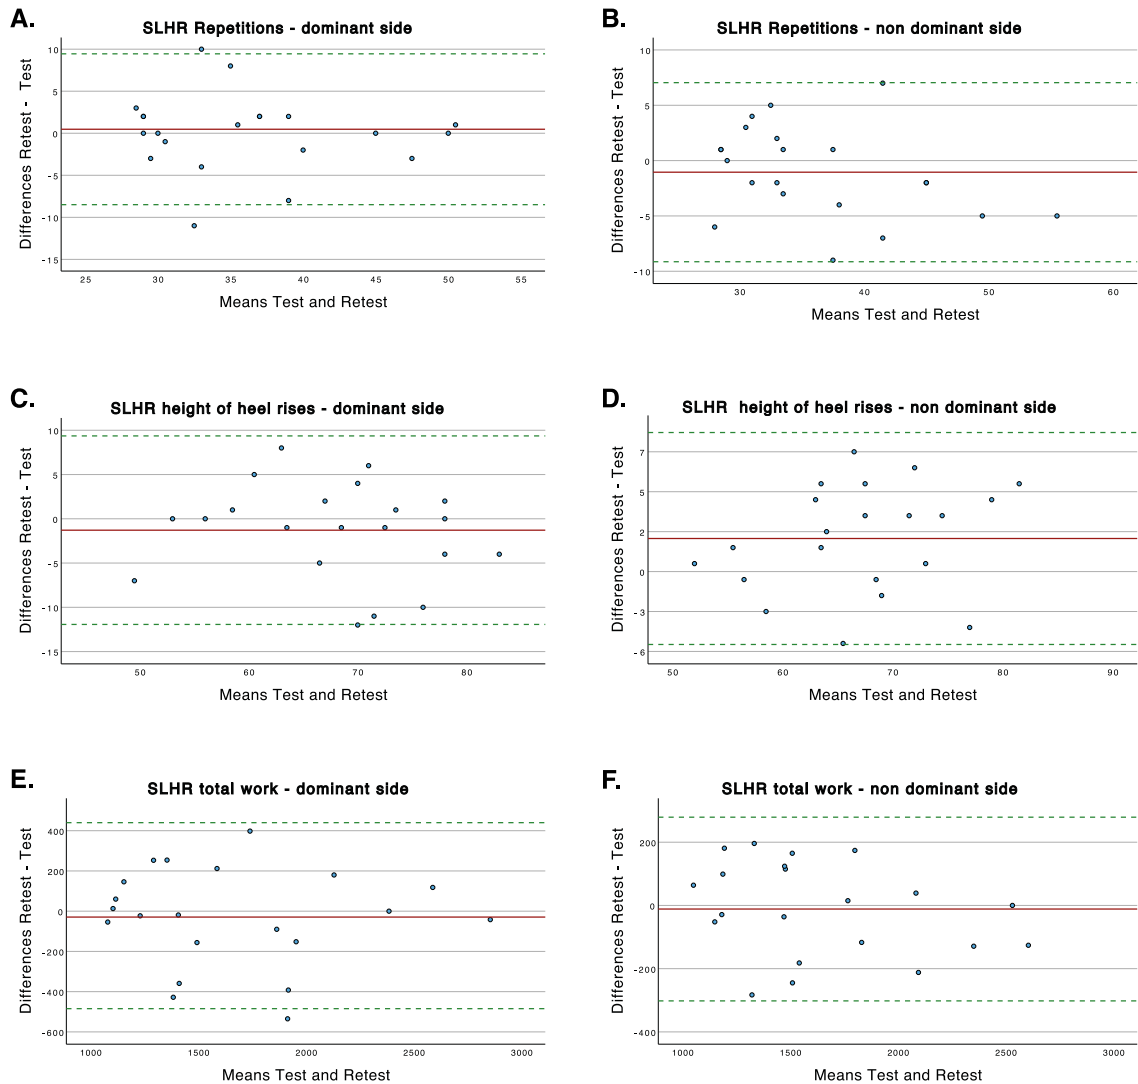 A.
SLHR Repetitions - dominant side
Differences Retest - Test
10
5
0
-5
-10
-15
25 30 35 40 45 50 55
Means Test and Retest
B.
SLHR Repetitions - non dominant side
Differences Retest - Test
10
5
0
-5
-10
30 40 50 60
Means Test and Retest
C.
SLHR height of heel rises - dominant side
Differences Retest - Test
10
5
0
-5
-10
-15
50 60 70 80
Means Test and Retest
D.
SLHR height of heel rises - non dominant side
Differences Retest - Test
7
5
2
0
-3
-6
50 60 70 80 90
Means Test and Retest
E.
SLHR total work - dominant side
Differences Retest - Test
400
200
0
-200
-400
-600
1000 1500 2000 2500 3000
Means Test and Retest
F.
SLHR total work - non dominant side
Differences Retest - Test
200
0
-200
-400
1000 1500 2000 2500 3000
Means Test and Retest